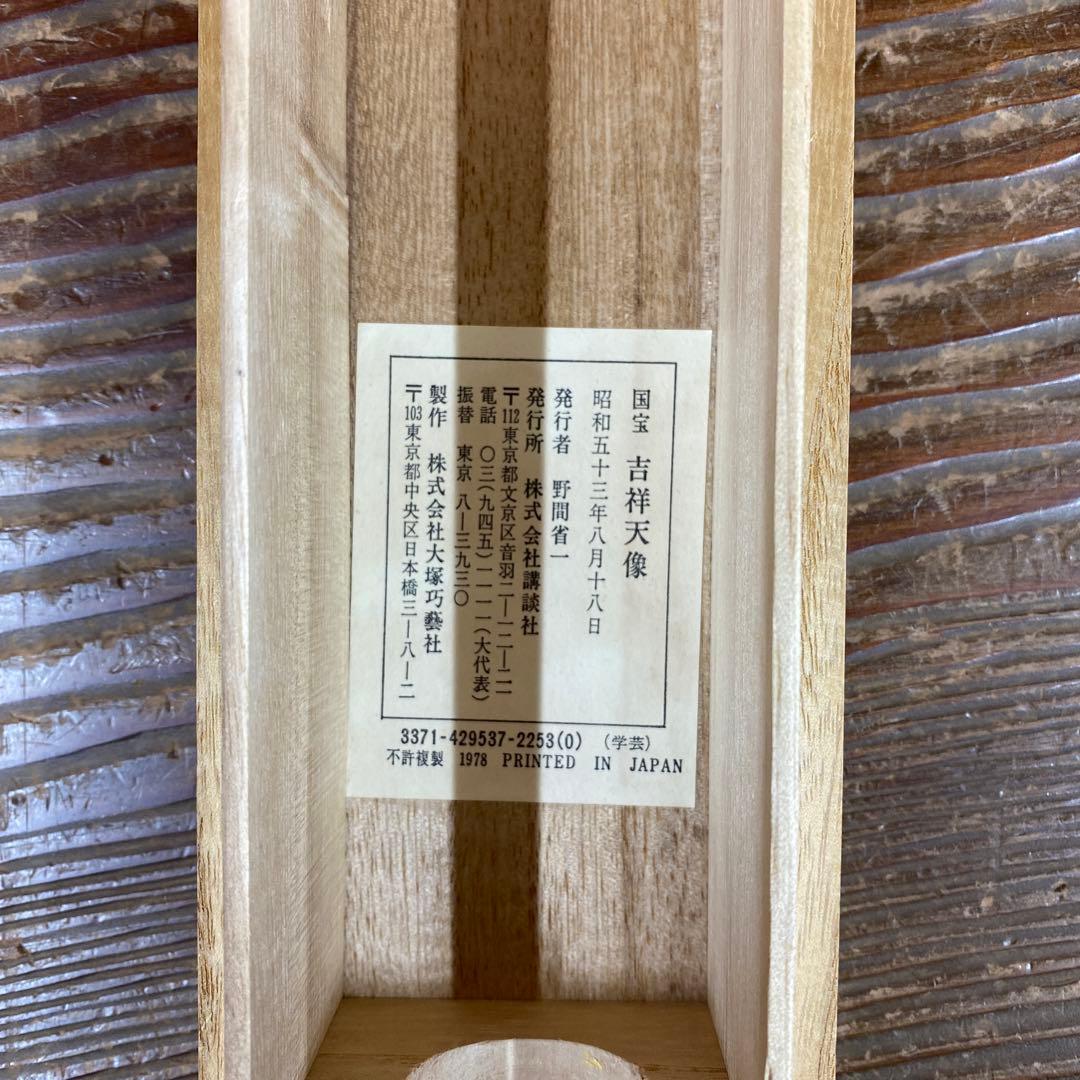 国宝 吉祥天像
昭和五十三年八月十八日
発行者 野間省一
発行所 株式会社講談社
〒112東京都文京区音羽二―一二―二一
電話 〇三(九四五)一一一一(大代表)
振替 東京 八―三九三〇
製作 株式会社大塚巧藝社
〒103東京都中央区日本橋三―八―二
3371-429537-2253(0) (学芸)
不許複製 1978 PRINTED IN JAPAN